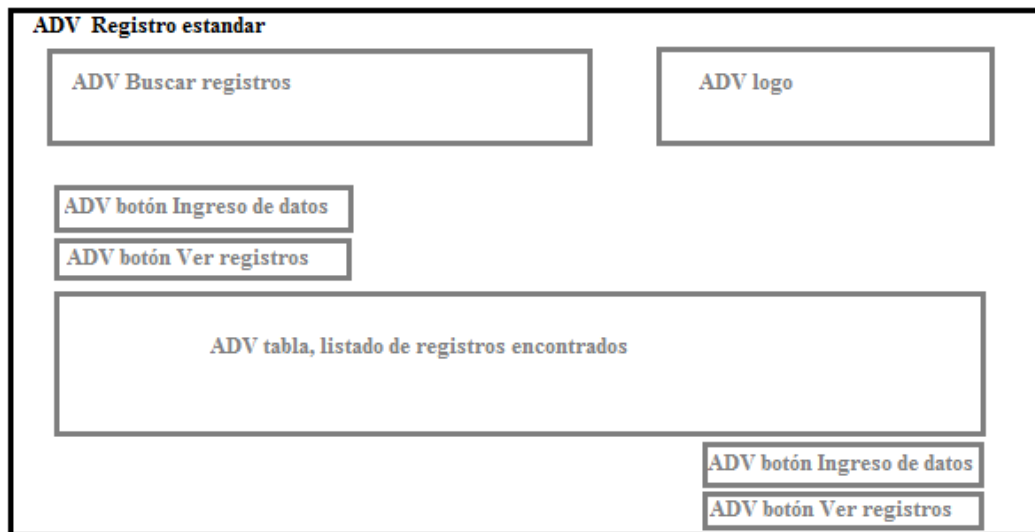 ADV Registro estandar
ADV Buscar registros
ADV logo
ADV botón Ingreso de datos
ADV botón Ver registros
ADV tabla, listado de registros encontrados
ADV botón Ingreso de datos
ADV botón Ver registros